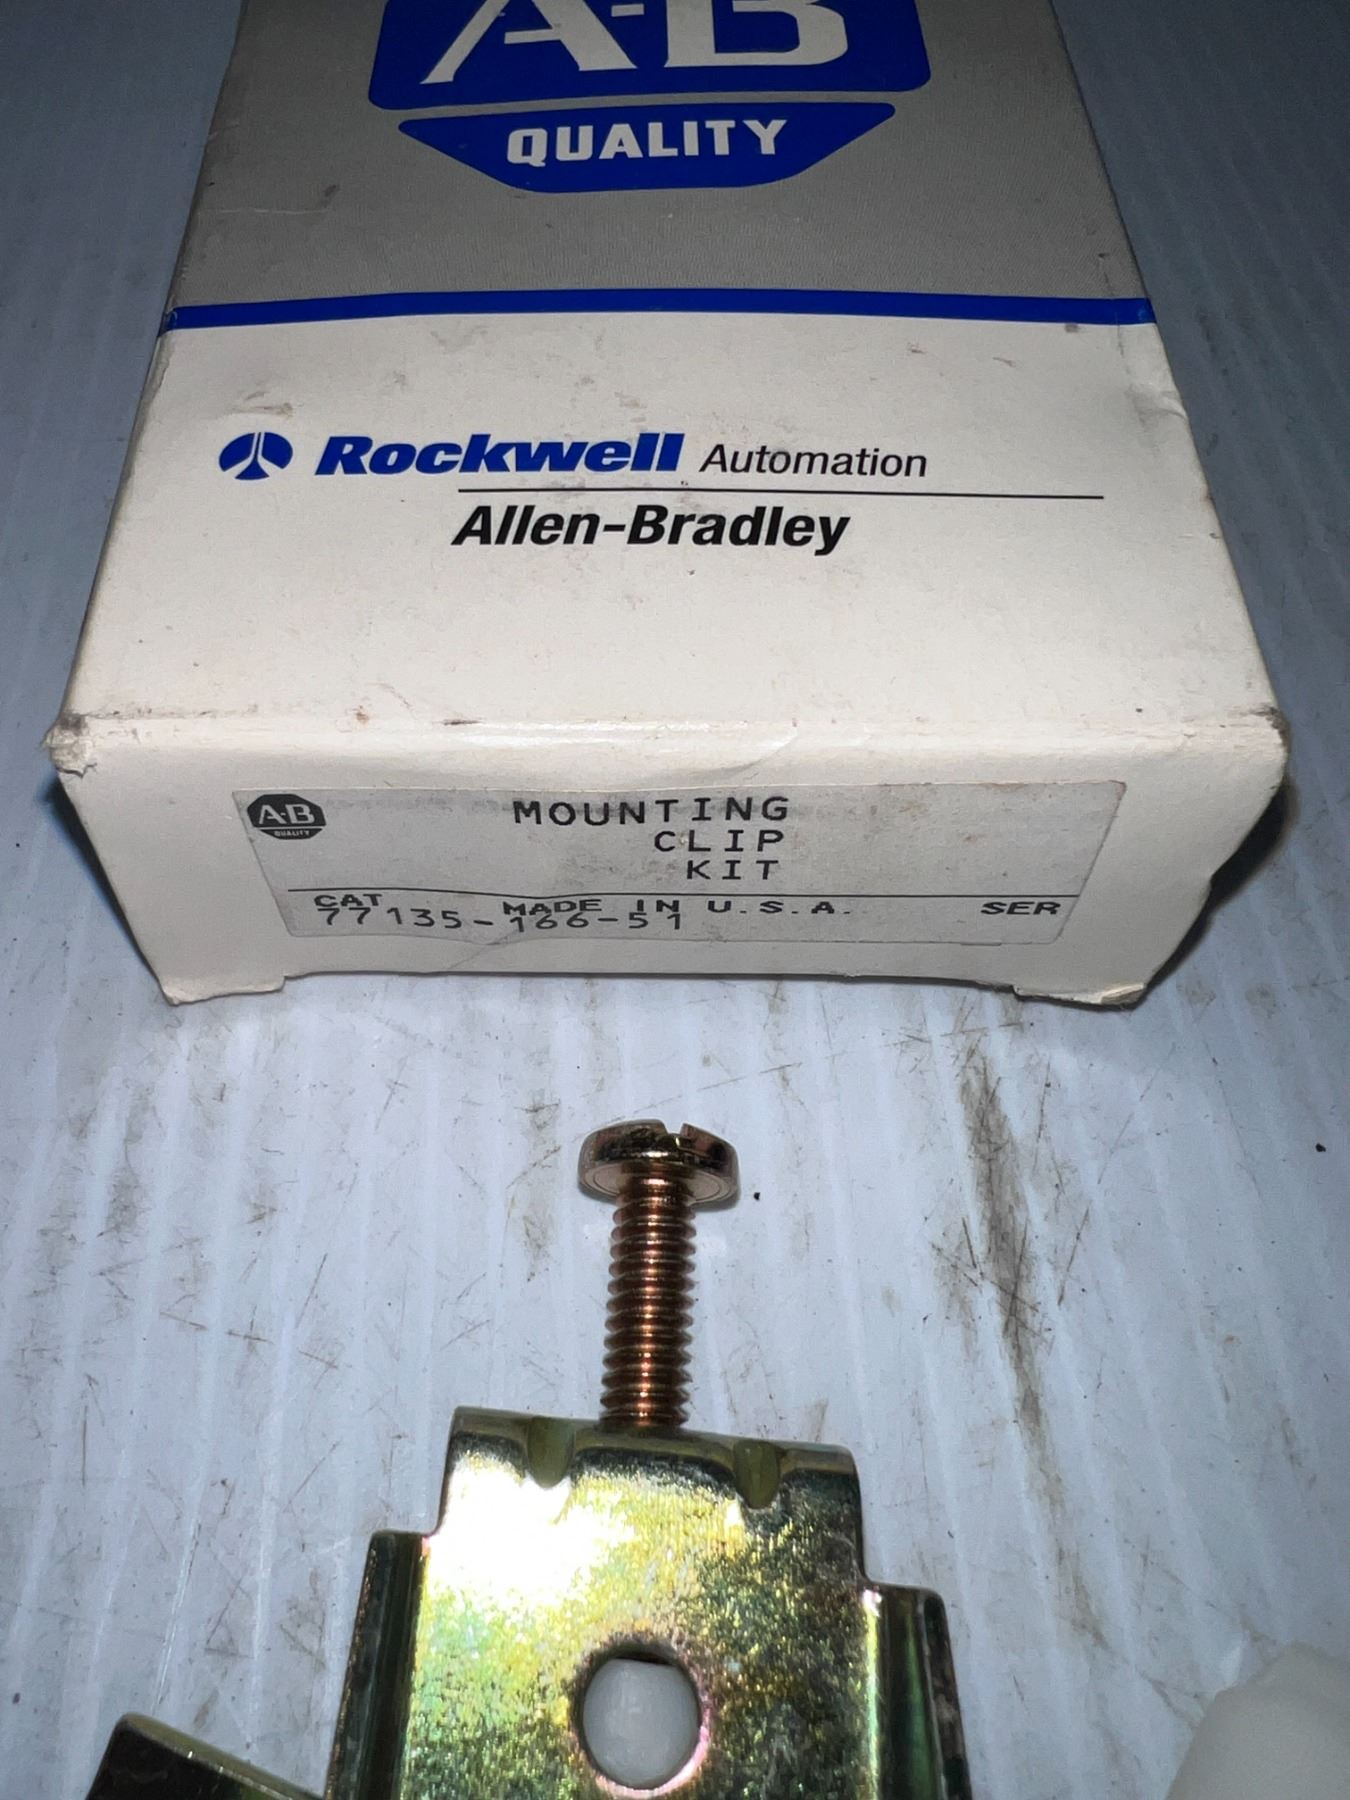 A-B
QUALITY
Rockwell Automation
Allen-Bradley
A-B
QUALITY
MOUNTING
CLIP
KIT
CAT MADE IN U.S.A. SER
77135-166-51